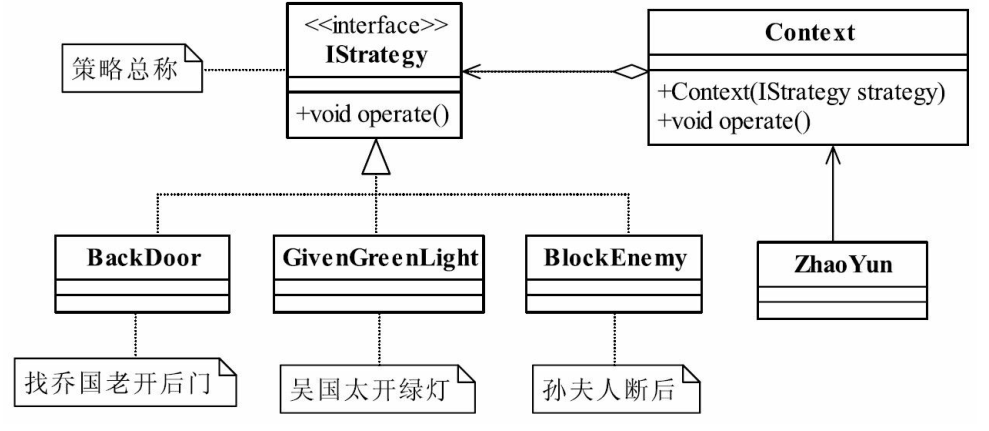 <<interface>>
IStrategy
+void operate()
策略总称
Context
+Context(IStrategy strategy)
+void operate()
BackDoor
GivenGreenLight
BlockEnemy
ZhaoYun
找乔国老开后门
吴国太开绿灯
孙夫人断后